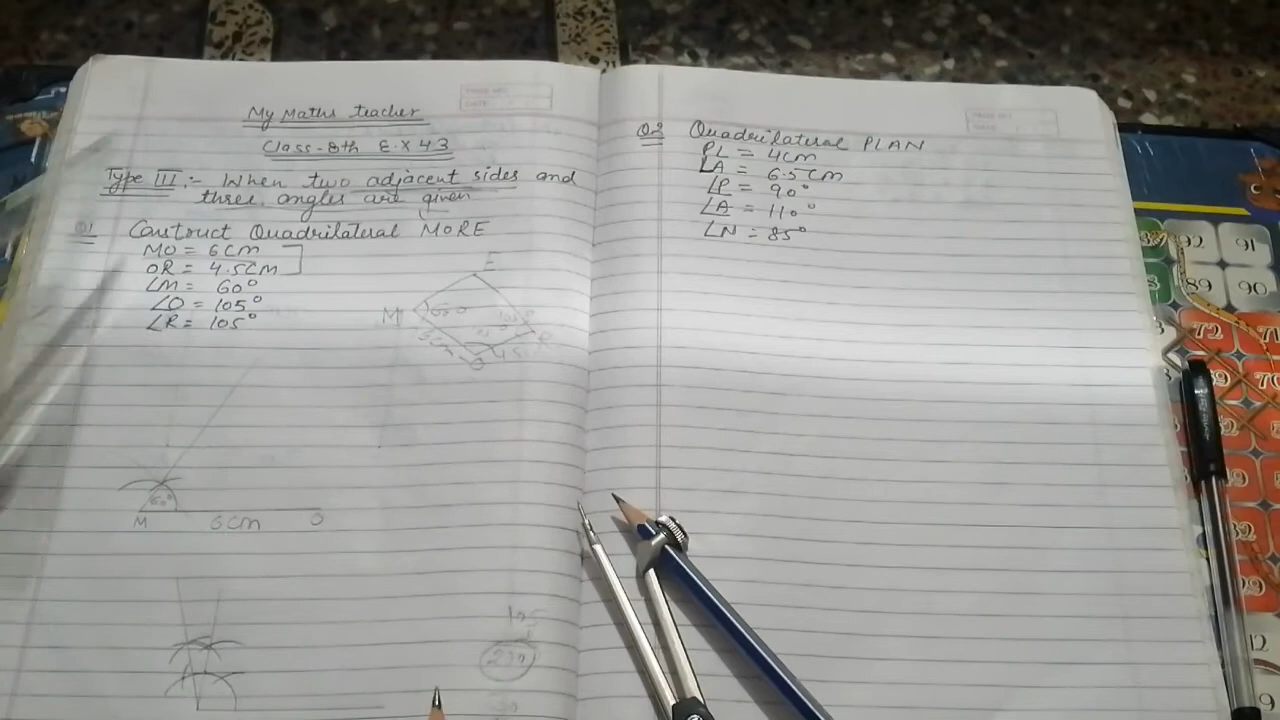 My Maths teacher
Class-8th E.X 4.3
Type III :- When two adjacent sides and
three angles are given
Q1 Construct Quadrilateral MORE
MO = 6cm
OR = 4.5cm
∠M = 60°
∠O = 105°
∠R = 105°
E
M 60°
R
6cm
4.5
O
60°
M 6cm O
Q2 Quadrilateral PLAN
PL = 4cm
LA = 6.5cm
∠P = 90°
∠A = 110°
∠N = 85°
92 91
89 90
72 71
70
12